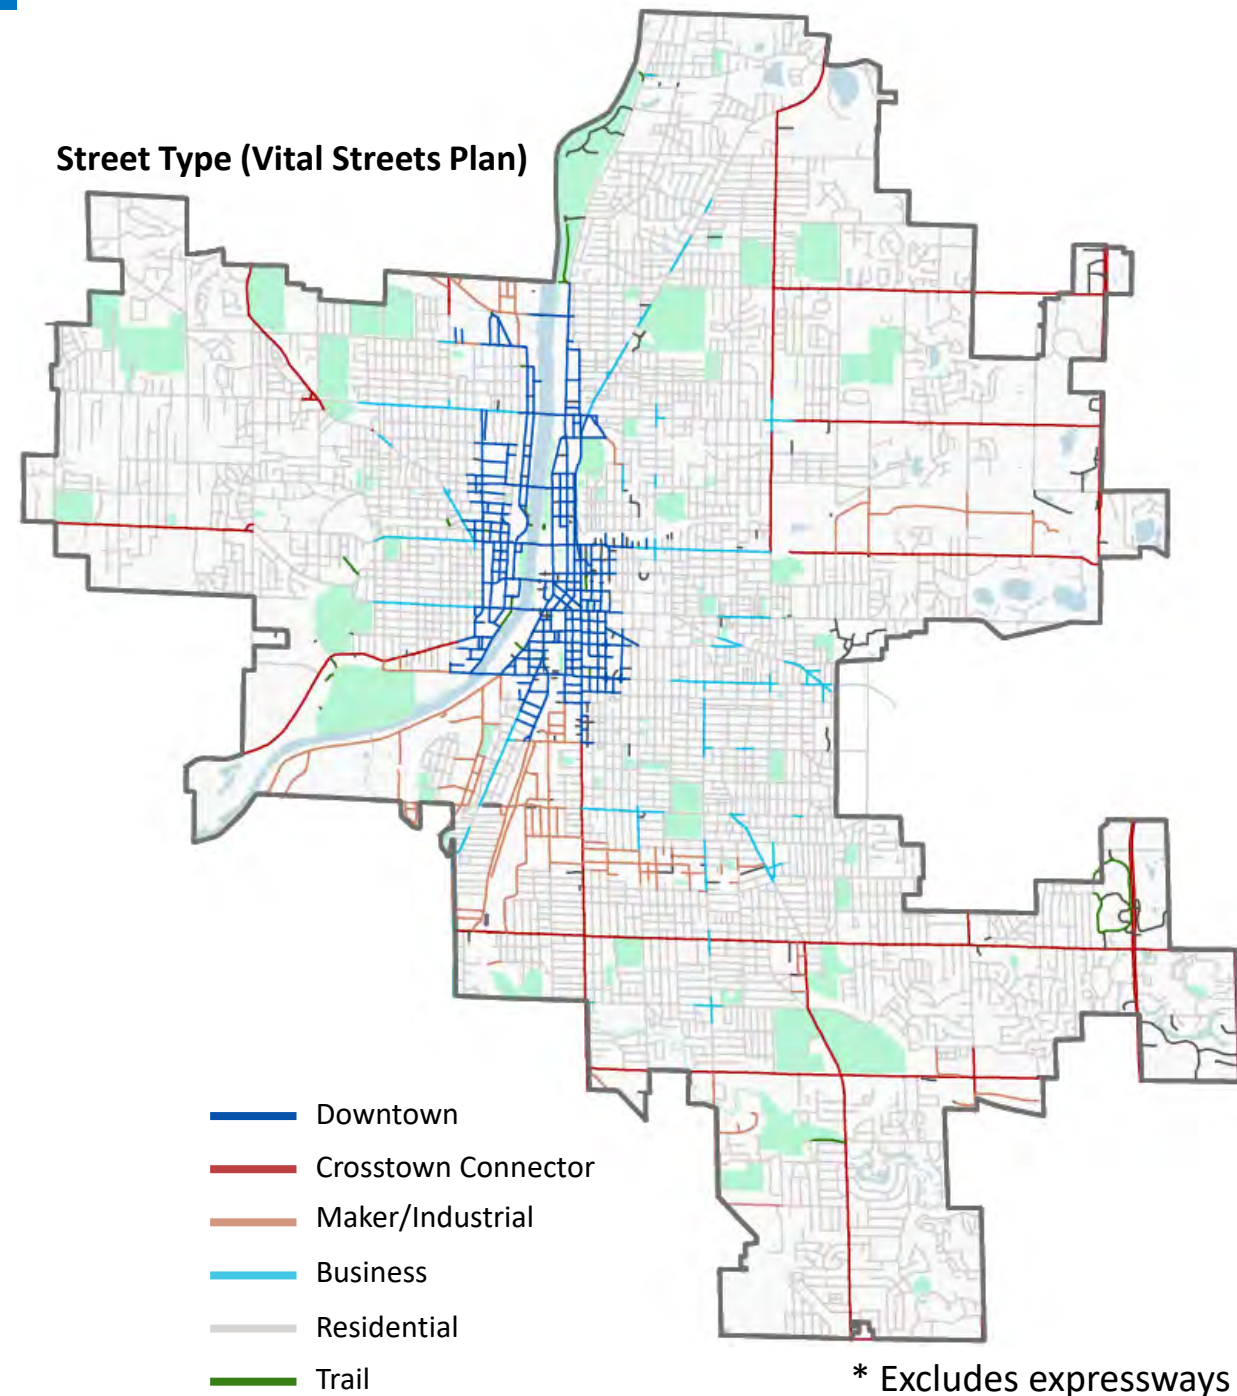 Street Type (Vital Streets Plan)
Downtown
Crosstown Connector
Maker/Industrial
Business
Residential
Trail
* Excludes expressways